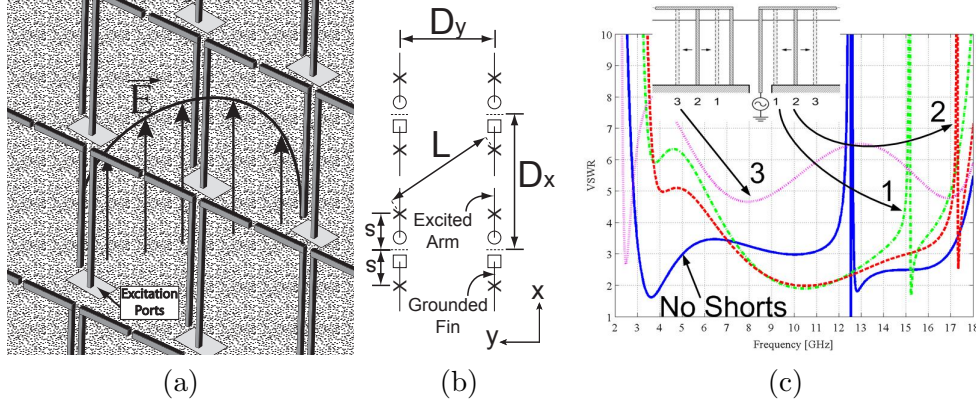 E
Excitation
Ports
(a)
Dy
L
Dx
s
Excited
Arm
s
Grounded
Fin
x
y
(b)
3 2 1
1 2 3
10
9
8
7
6
5
4
3
2
1
VSWR
2
3
1
No Shorts
2 3 4 5 6 7 8 9 10 11 12 13 14 15 16 17 18
Frequency [GHz]
(c)